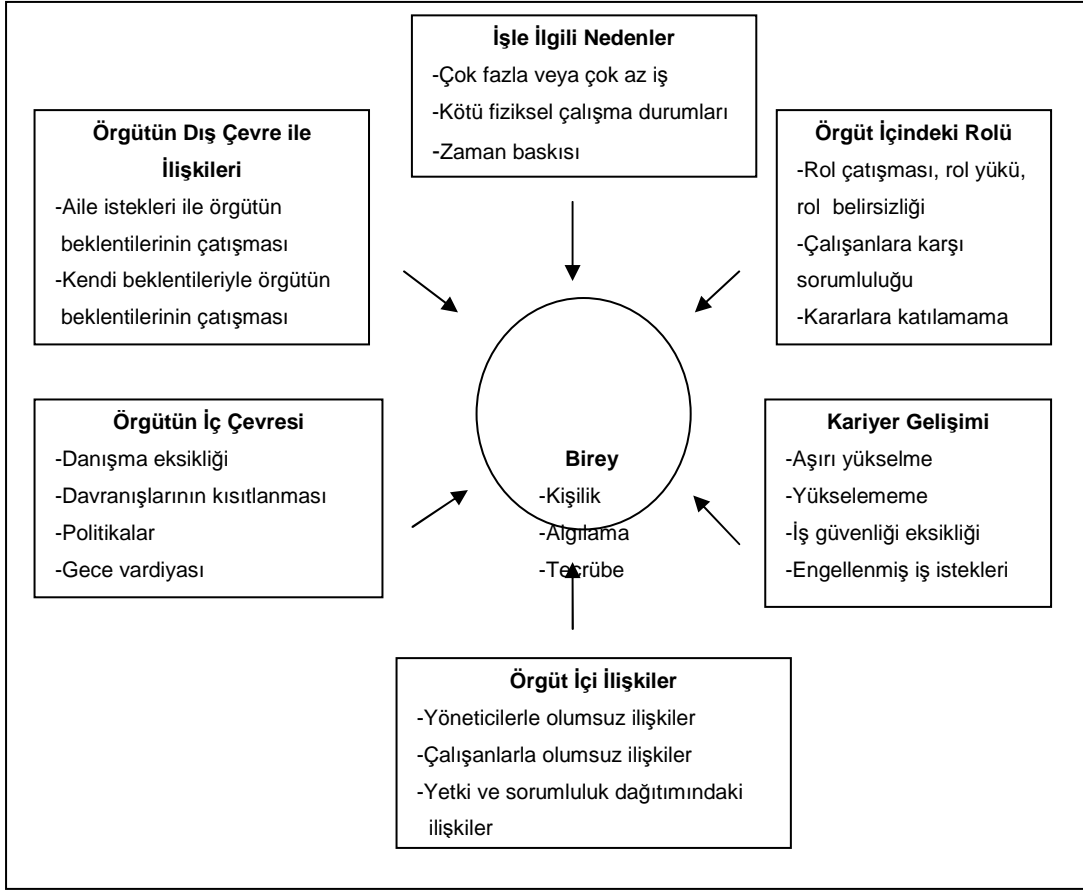 İşle İlgili Nedenler
-Çok fazla veya çok az iş
-Kötü fiziksel çalışma durumları
-Zaman baskısı
Örgütün Dış Çevre ile
İlişkileri
-Aile istekleri ile örgütün
beklentilerinin çatışması
-Kendi beklentileriyle örgütün
beklentilerinin çatışması
Örgüt İçindeki Rolü
-Rol çatışması, rol yükü,
rol belirsizliği
-Çalışanlara karşı
sorumluluğu
-Kararlara katılamama
Örgütün İç Çevresi
-Danışma eksikliği
-Davranışlarının kısıtlanması
-Politikalar
-Gece vardiyası
Birey
-Kişilik
-Algılama
-Tecrübe
Kariyer Gelişimi
-Aşırı yükselme
-Yükselememe
-İş güvenliği eksikliği
-Engellenmiş iş istekleri
Örgüt İçi İlişkiler
-Yöneticilerle olumsuz ilişkiler
-Çalışanlarla olumsuz ilişkiler
-Yetki ve sorumluluk dağıtımındaki
ilişkiler